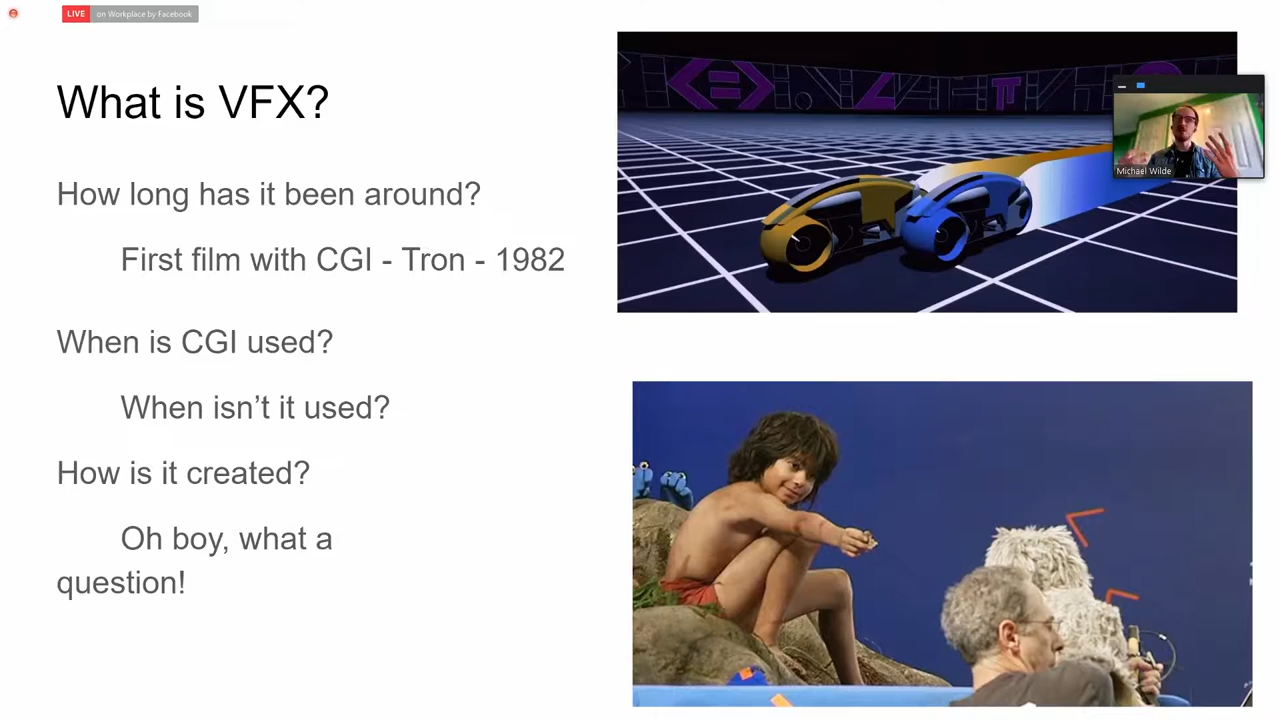 LIVE on Workplace by Facebook
What is VFX?
How long has it been around?
First film with CGI - Tron - 1982
When is CGI used?
When isn’t it used?
How is it created?
Oh boy, what a
question!
Michael Wilde